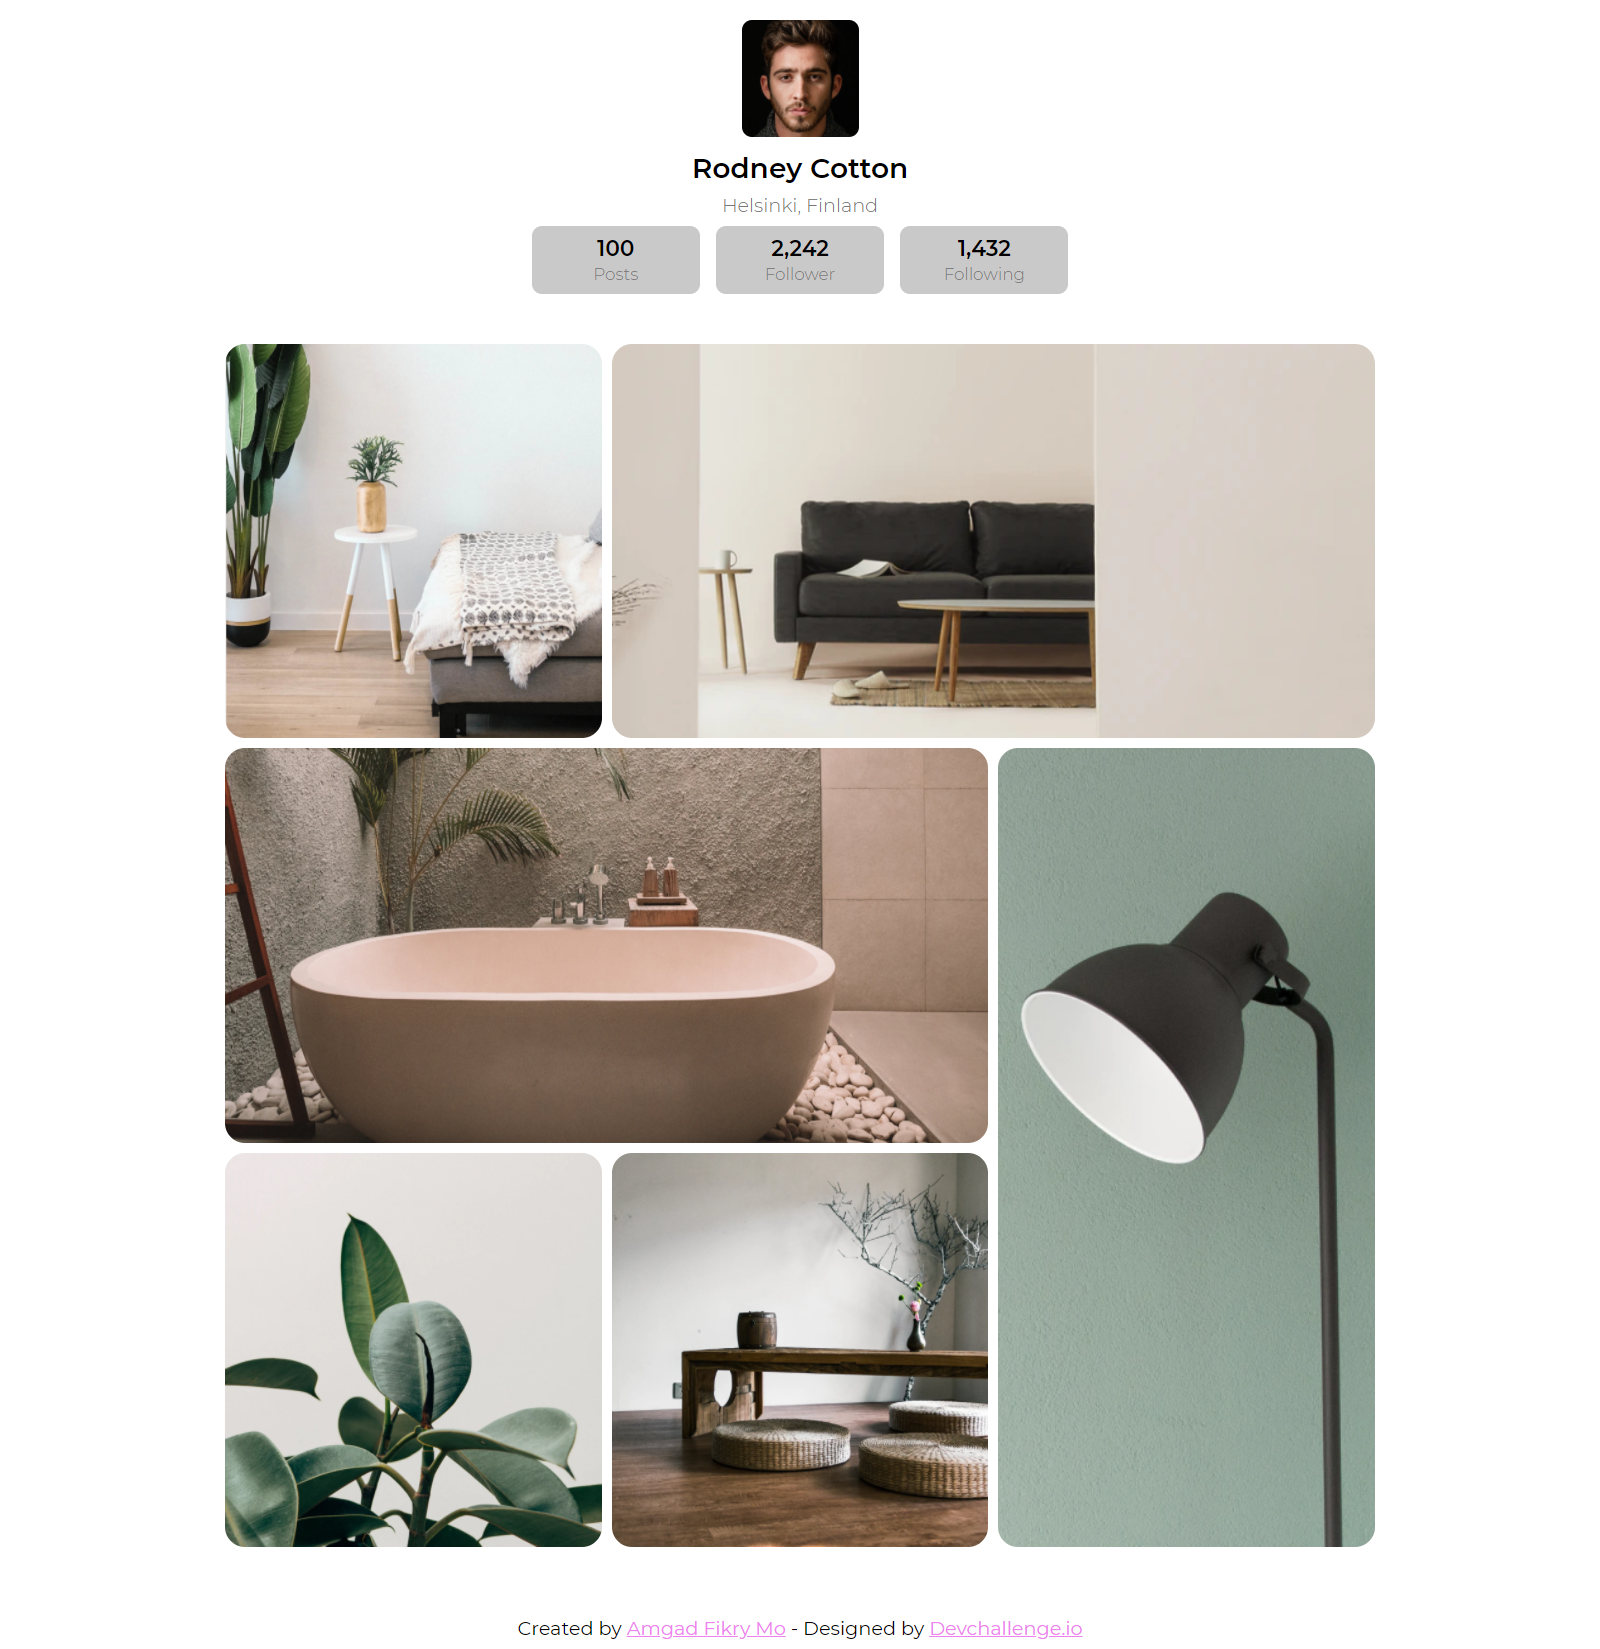 Rodney Cotton
Helsinki, Finland
100 2,242 1,432
Posts Follower Following
Created by Amgad Fikry Mo - Designed by Devchallenge.io